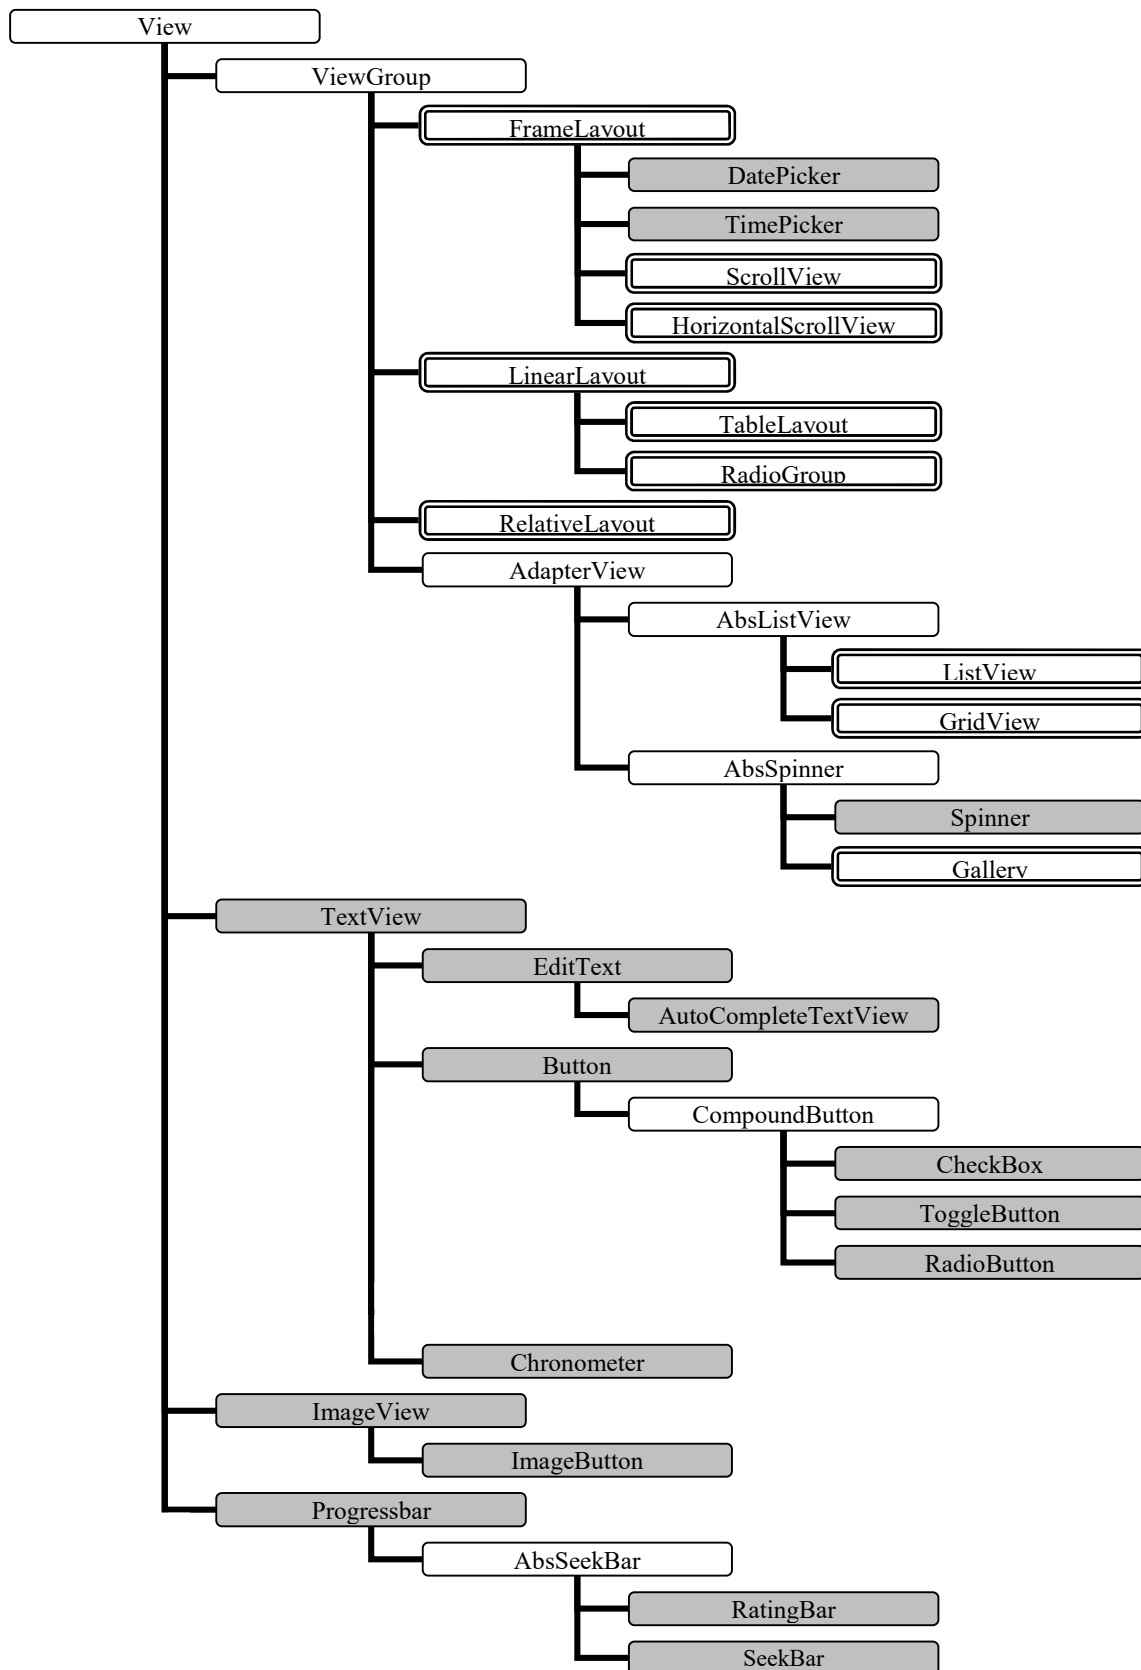 View
ViewGroup
FrameLayout
DatePicker
TimePicker
ScrollView
HorizontalScrollView
LinearLayout
TableLayout
RadioGroup
RelativeLayout
AdapterView
AbsListView
ListView
GridView
AbsSpinner
Spinner
Gallery
TextView
EditText
AutoCompleteTextView
Button
CompoundButton
CheckBox
ToggleButton
RadioButton
Chronometer
ImageView
ImageButton
Progressbar
AbsSeekBar
RatingBar
SeekBar